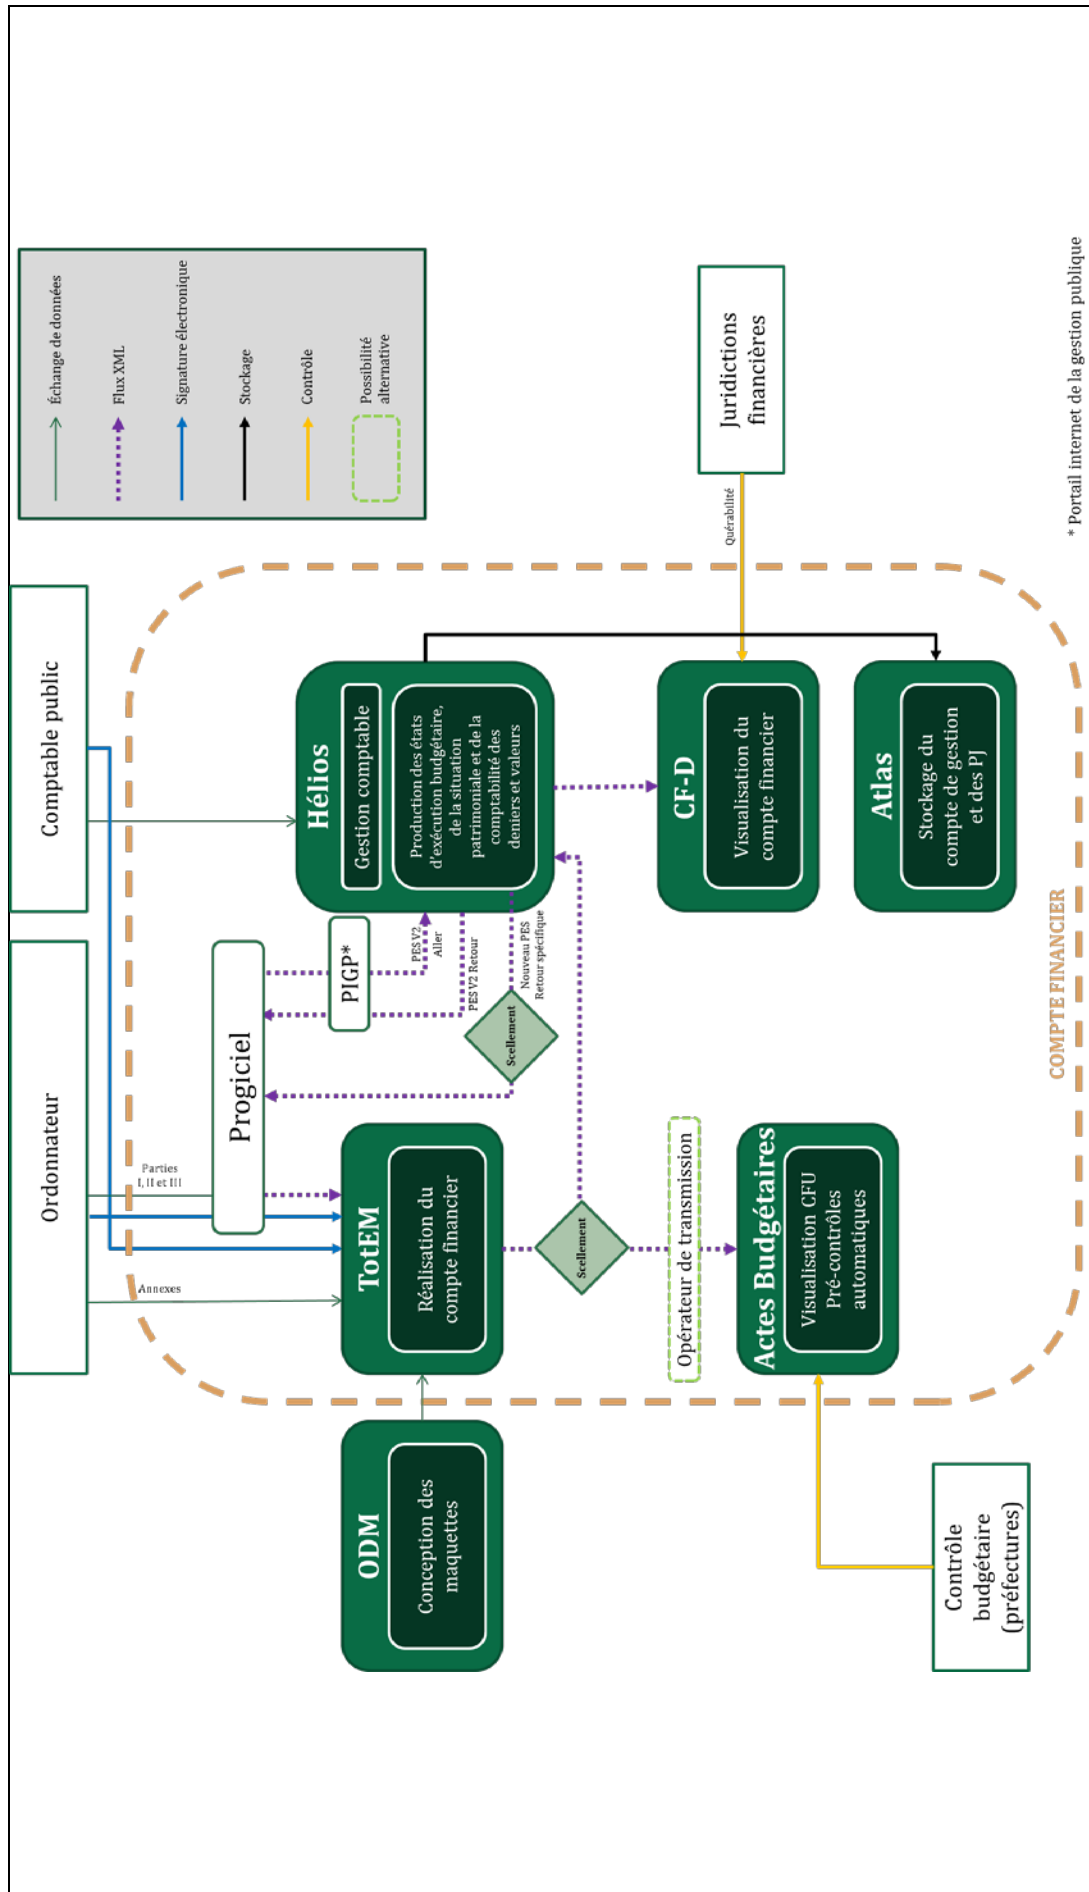 Ordonnateur
Comptable public
Échange de données
Flux XML
Signature électronique
Stockage
Contrôle
Possibilité
alternative
Annexes
Parties
I, II et III
Progiciel
PIGP*
PES V2
Aller
PES V2 Retour
Nouveau PES
Retour spécifique
Scellement
ODM
Conception des
maquettes
TotEM
Réalisation du
compte financier
Hélios
Gestion comptable
Production des états
d'exécution budgétaire,
de la situation
patrimoniale et de la
comptabilité des
deniers et valeurs
Scellement
Opérateur de transmission
Actes Budgétaires
Visualisation CFU
Pré-contrôles
automatiques
CF-D
Visualisation du
compte financier
Quérabilité
Juridictions
financières
Atlas
Stockage du
compte de gestion
et des PJ
Contrôle
budgétaire
(préfectures)
COMPTE FINANCIER
* Portail internet de la gestion publique